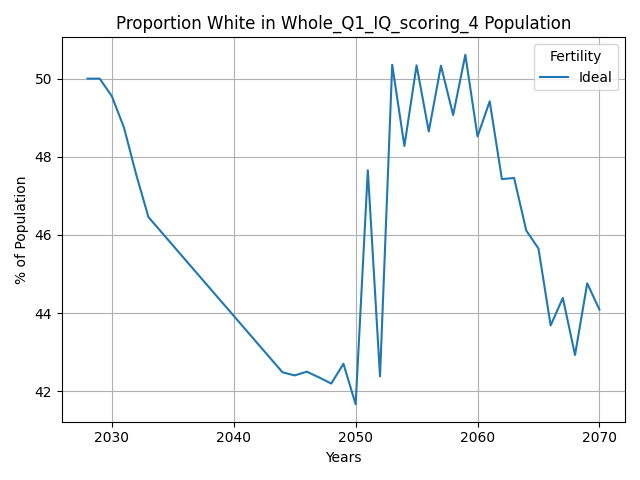 Proportion White in Whole_Q1_IQ_scoring_4 Population
Fertility
Ideal
% of Population
50
48
46
44
42
2030 2040 2050 2060 2070
Years